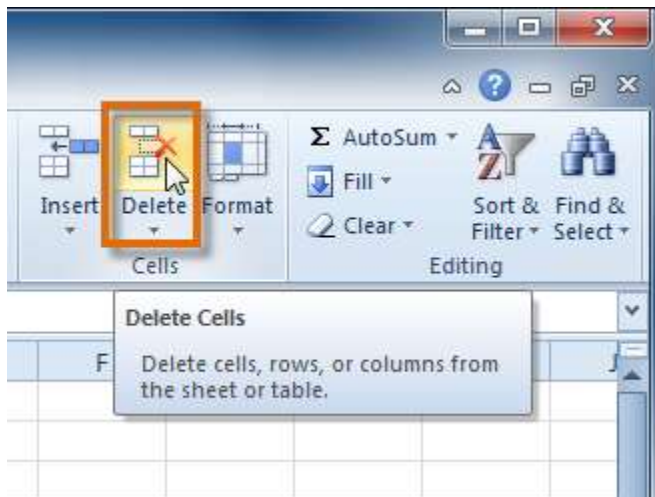 Σ AutoSum
Fill
Clear
Insert Delete Format
Sort & Filter
Find & Select
Cells
Editing
Delete Cells
Delete cells, rows, or columns from
the sheet or table.
F
J